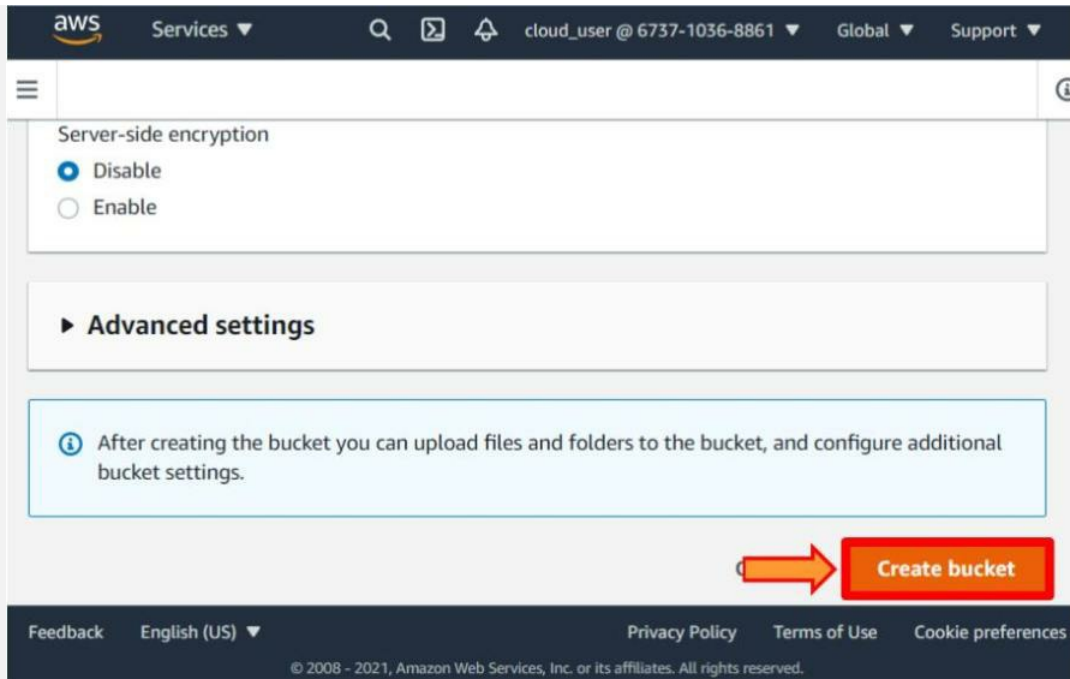 aws Services cloud_user @ 6737-1036-8861 Global Support
Server-side encryption
Disable
Enable
Advanced settings
After creating the bucket you can upload files and folders to the bucket, and configure additional
bucket settings.
Create bucket
Feedback English (US) Privacy Policy Terms of Use Cookie preferences
© 2008 - 2021, Amazon Web Services, Inc. or its affiliates. All rights reserved.